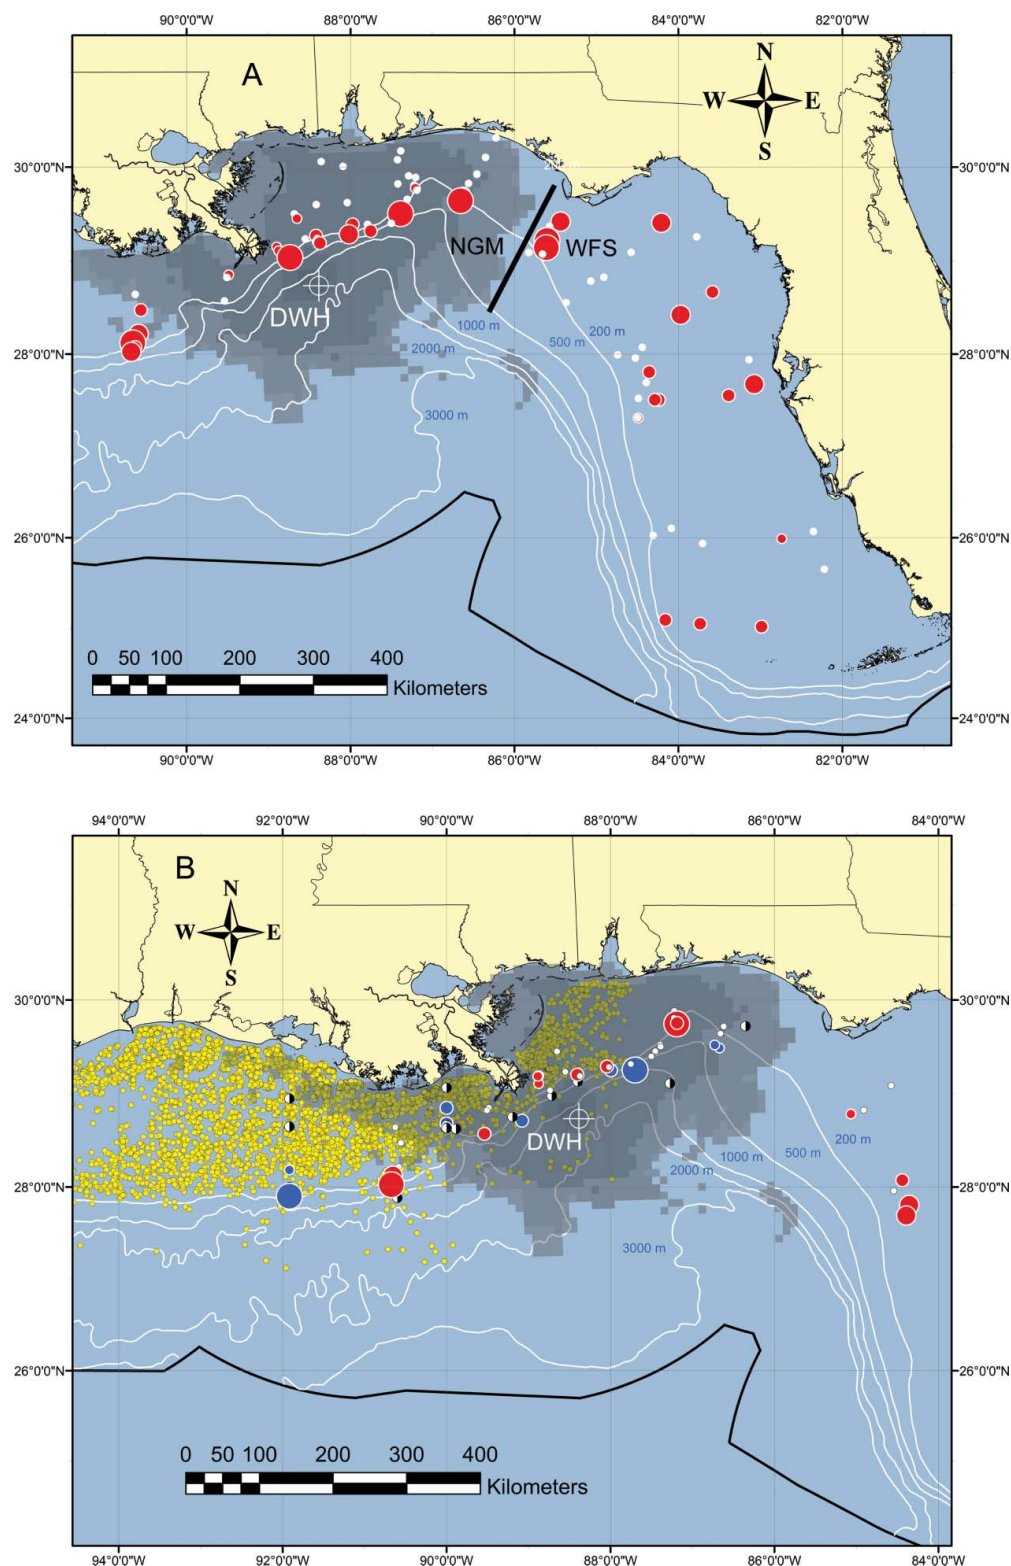 90°0'0"W 88°0'0"W 86°0'0"W 84°0'0"W 82°0'0"W
A
N
W E
S
30°0'0"N 30°0'0"N
NGM WFS
DWH
28°0'0"N 28°0'0"N
200 m
500 m
1000 m
2000 m
3000 m
26°0'0"N 26°0'0"N
0 50 100 200 300 400
Kilometers
24°0'0"N 24°0'0"N
90°0'0"W 88°0'0"W 86°0'0"W 84°0'0"W 82°0'0"W
94°0'0"W 92°0'0"W 90°0'0"W 88°0'0"W 86°0'0"W 84°0'0"W
B
N
W E
S
30°0'0"N 30°0'0"N
DWH
200 m
500 m
1000 m
2000 m
28°0'0"N 28°0'0"N
3000 m
26°0'0"N 26°0'0"N
0 50 100 200 300 400
Kilometers
94°0'0"W 92°0'0"W 90°0'0"W 88°0'0"W 86°0'0"W 84°0'0"W